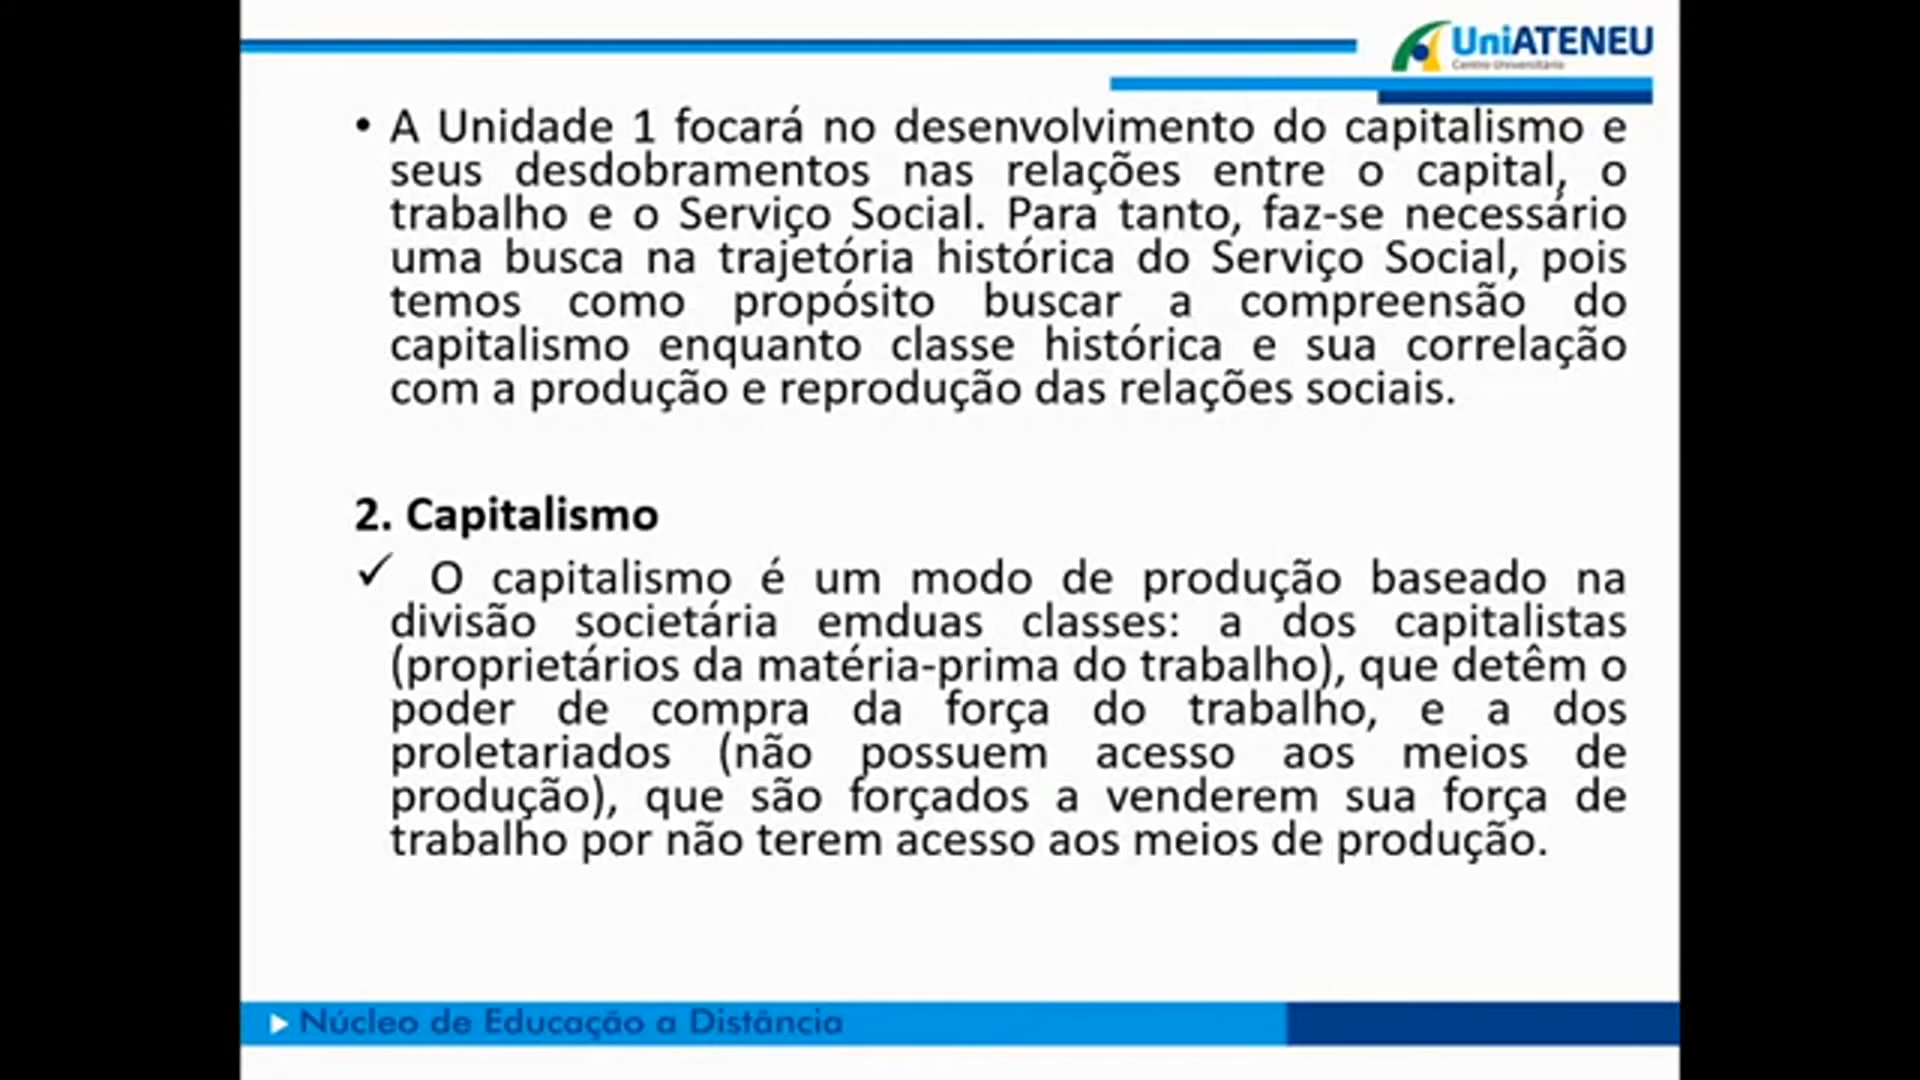 UniATENEU
Centro Universitário
• A Unidade 1 focará no desenvolvimento do capitalismo e
seus desdobramentos nas relações entre o capital, o
trabalho e o Serviço Social. Para tanto, faz-se necessário
uma busca na trajetória histórica do Serviço Social, pois
temos como propósito buscar a compreensão do
capitalismo enquanto classe histórica e sua correlação
com a produção e reprodução das relações sociais.
2. Capitalismo
✓ O capitalismo é um modo de produção baseado na
divisão societária emduas classes: a dos capitalistas
(proprietários da matéria-prima do trabalho), que detêm o
poder de compra da força do trabalho, e a dos
proletariados (não possuem acesso aos meios de
produção), que são forçados a venderem sua força de
trabalho por não terem acesso aos meios de produção.
Núcleo de Educação a Distância